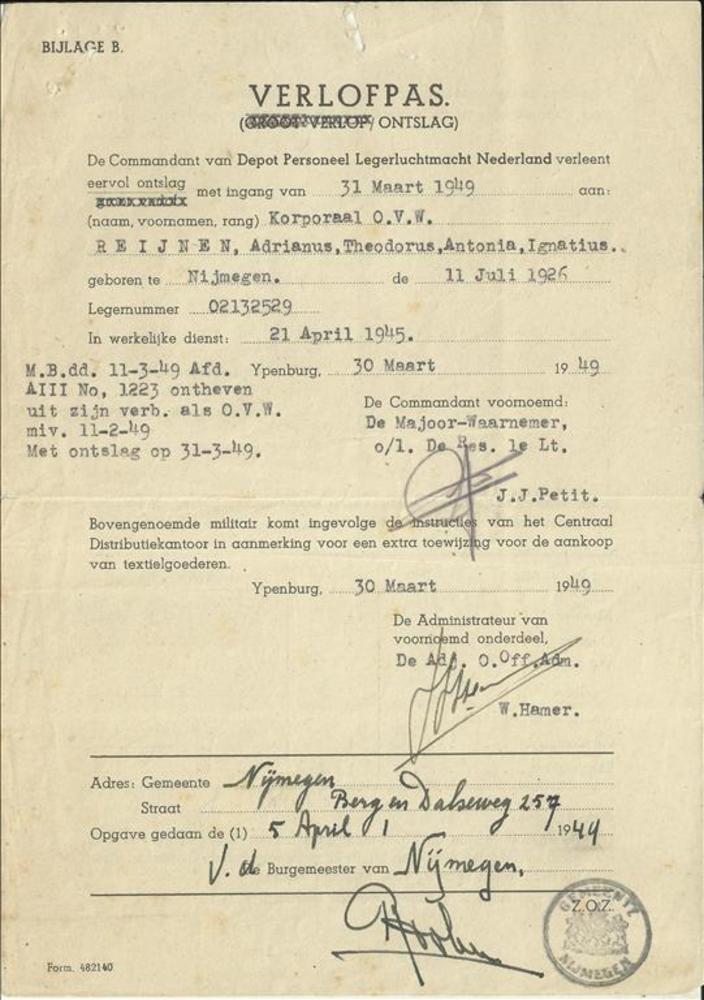 BIJLAGE B.
VERLOFPAS.
(GROOT VERLOF/ ONTSLAG)
De Commandant van Depot Personeel Legerluchtmacht Nederland verleent
eervol ontslag
met ingang van 31 Maart 1949 aan:
(naam, voornamen, rang) Korporaal O.V.W.
R E I J N E N, Adrianus,Theodorus,Antonia,Ignatius..
geboren te Nijmegen. de 11 Juli 1926
Legernummer 02132529
In werkelijke dienst: 21 April 1945.
M.B.dd. 11-3-49 Afd. Ypenburg, 30 Maart 19 49
AIII No, 1223 ontheven
uit zijn verb. als O.V.W.
miv. 11-2-49
Met ontslag op 31-3-49.
De Commandant voornoemd:
De Majoor-Waarnemer,
o/l. De Res. 1e Lt.
J.J.Petit.
Bovengenoemde militair komt ingevolge de instructies van het Centraal
Distributiekantoor in aanmerking voor een extra toewijzing voor de aankoop
van textielgoederen.
Ypenburg, 30 Maart 1949
De Administrateur van
voornoemd onderdeel,
De Adj. O.Off.Adm.
W.Hamer.
Adres: Gemeente Nijmegen
Straat Berg en Dalseweg 257
Opgave gedaan de (1) 5 April 1949
V. de Burgemeester van Nijmegen,
GEMEENTE NIJMEGEN
Z.O.Z.
Form. 482140